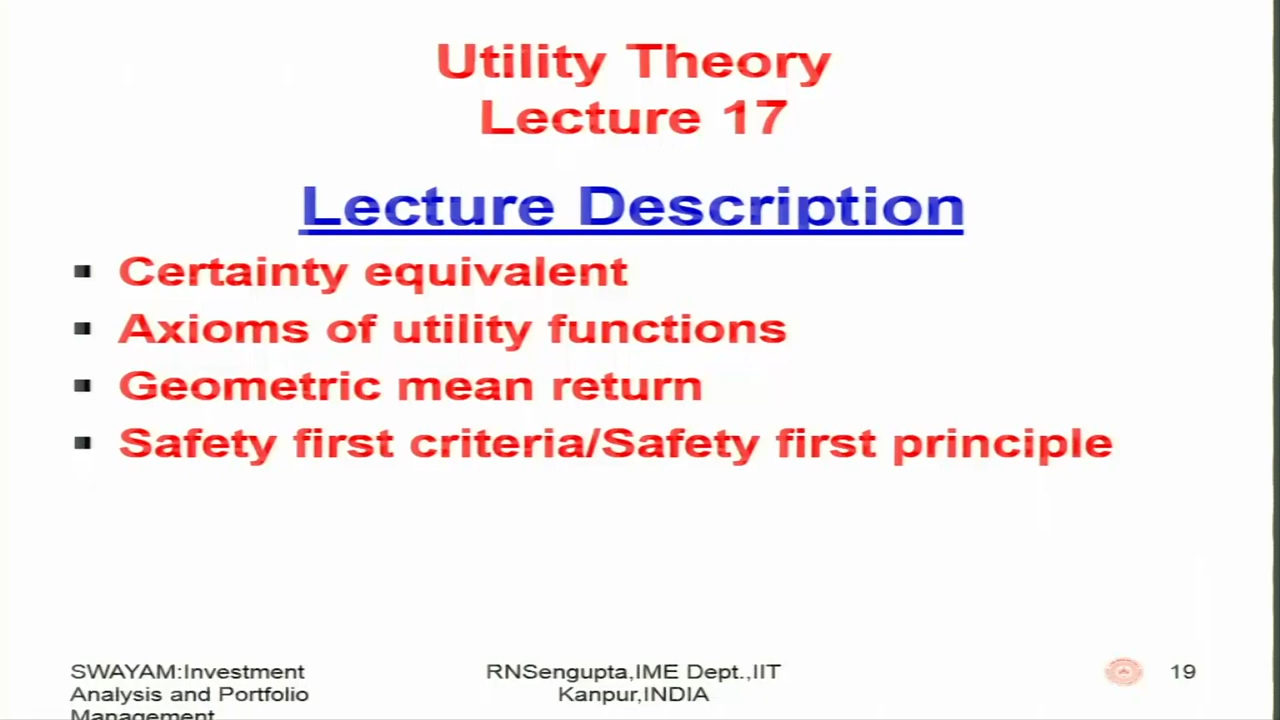 Utility Theory
Lecture 17
Lecture Description
▪ Certainty equivalent
▪ Axioms of utility functions
▪ Geometric mean return
▪ Safety first criteria/Safety first principle
SWAYAM:Investment
Analysis and Portfolio
Management
RNSengupta,IME Dept.,IIT
Kanpur,INDIA
19